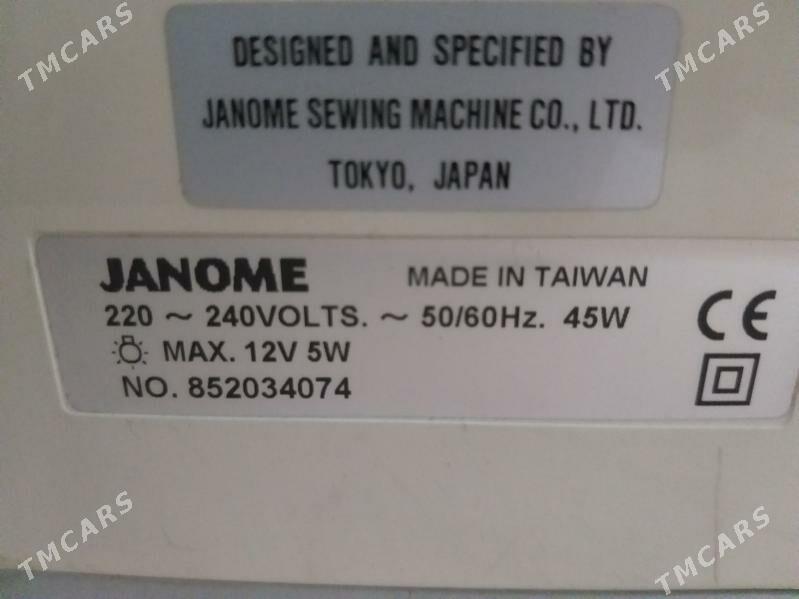 TMCARS
TMCARS
DESIGNED AND SPECIFIED BY
JANOME SEWING MACHINE CO., LTD.
TOKYO, JAPAN
JANOME MADE IN TAIWAN
220 ~ 240VOLTS. ~ 50/60Hz. 45W
MAX. 12V 5W
NO. 852034074
CE
TMCARS
TMCARS